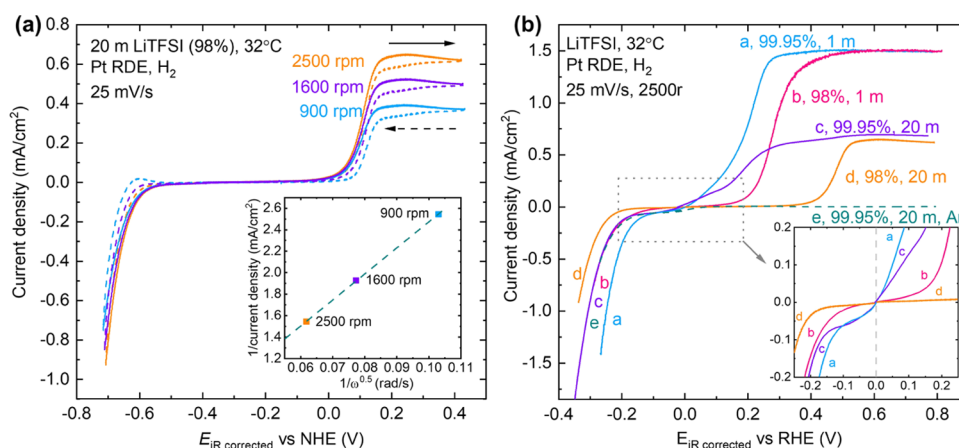 (a)
20 m LiTFSI (98%), 32°C
Pt RDE, H2
25 mV/s
2500 rpm
1600 rpm
900 rpm
Current density (mA/cm²)
0.8
0.6
0.4
0.2
0.0
-0.2
-0.4
-0.6
-0.8
-1.0
-0.8
-0.6
-0.4
-0.2
0.0
0.2
0.4
0.6
EiR corrected vs NHE (V)
1/current density (mA/cm²)
2.6
2.4
2.2
2.0
1.8
1.6
1.4
1.2
900 rpm
1600 rpm
2500 rpm
0.06
0.07
0.08
0.09
0.10
0.11
1/ω^0.5 (rad/s)
(b)
LiTFSI, 32°C
Pt RDE, H2
25 mV/s, 2500r
a, 99.95%, 1 m
b, 98%, 1 m
c, 99.95%, 20 m
d, 98%, 20 m
e, 99.95%, 20 m, Ar
d
b
c
e
a
Current density (mA/cm²)
1.5
1.0
0.5
0.0
-0.5
-1.0
-1.5
-0.4
-0.2
0.0
0.2
0.4
0.6
0.8
EiR corrected vs RHE (V)
0.2
0.1
0.0
-0.1
-0.2
a
c
b
d
d
b
c
a
-0.2
-0.1
0.0
0.1
0.2